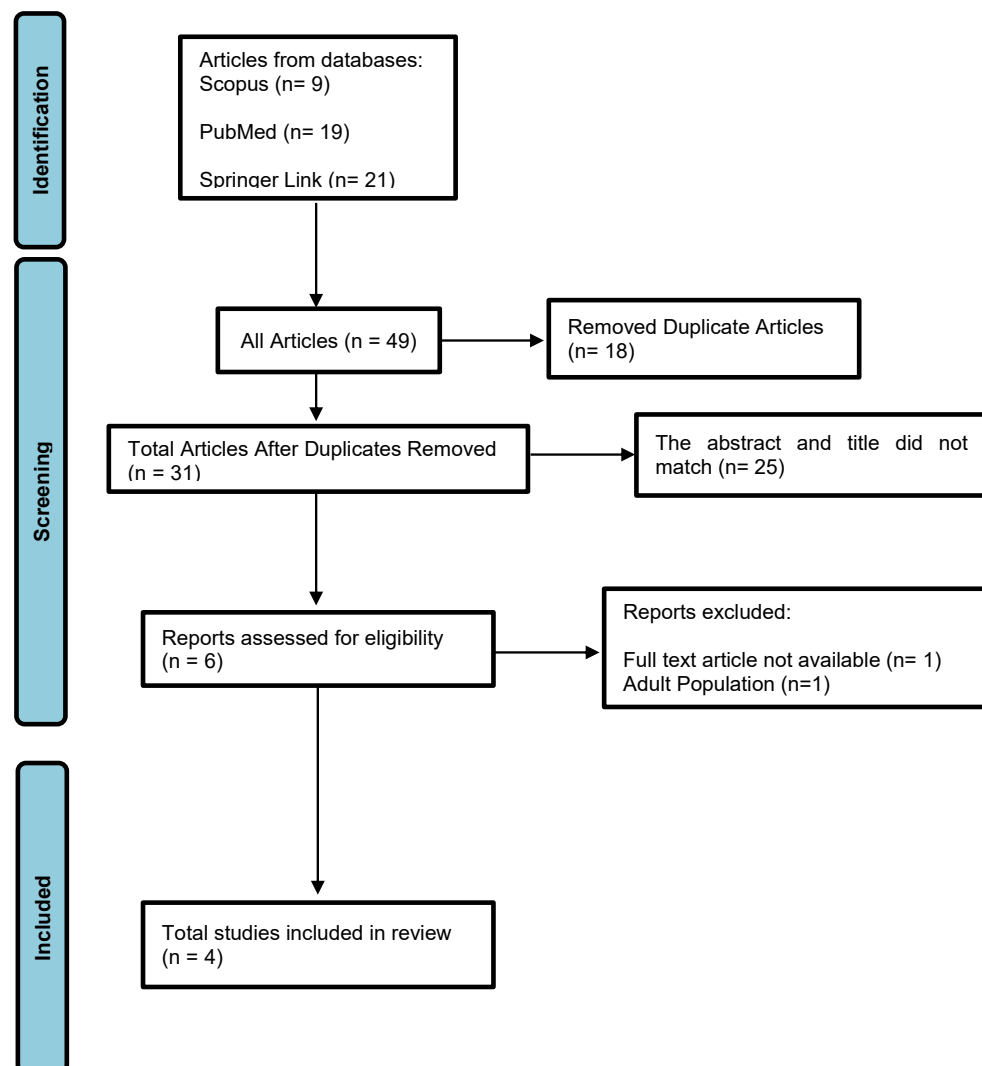 Identification
Articles from databases:
Scopus (n= 9)
PubMed (n= 19)
Springer Link (n= 21)
Screening
All Articles (n = 49)
Removed Duplicate Articles
(n= 18)
Total Articles After Duplicates Removed
(n = 31)
The abstract and title did not
match (n= 25)
Reports assessed for eligibility
(n = 6)
Reports excluded:
Full text article not available (n= 1)
Adult Population (n=1)
Included
Total studies included in review
(n = 4)